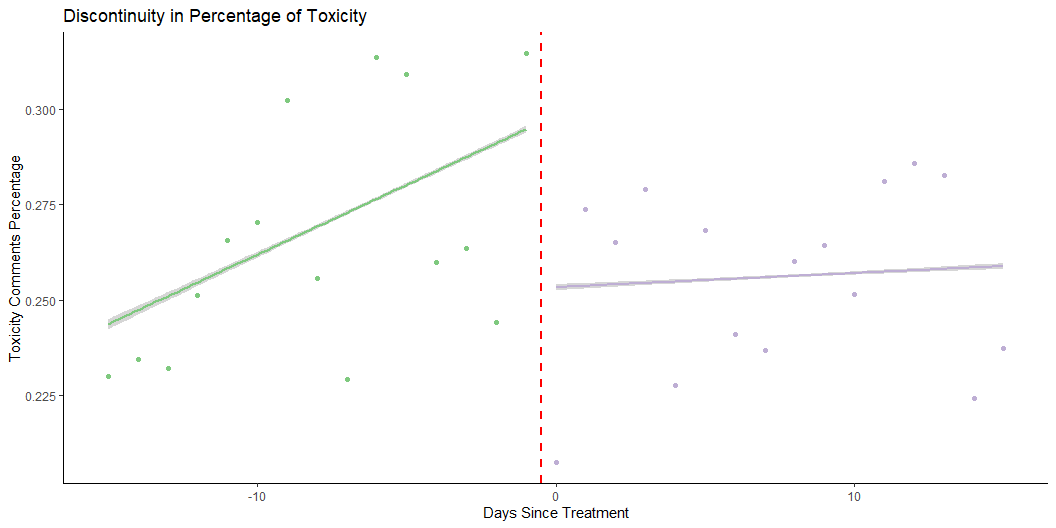 Discontinuity in Percentage of Toxicity
Toxicity Comments Percentage
0.300
0.275
0.250
0.225
-10
0
10
Days Since Treatment